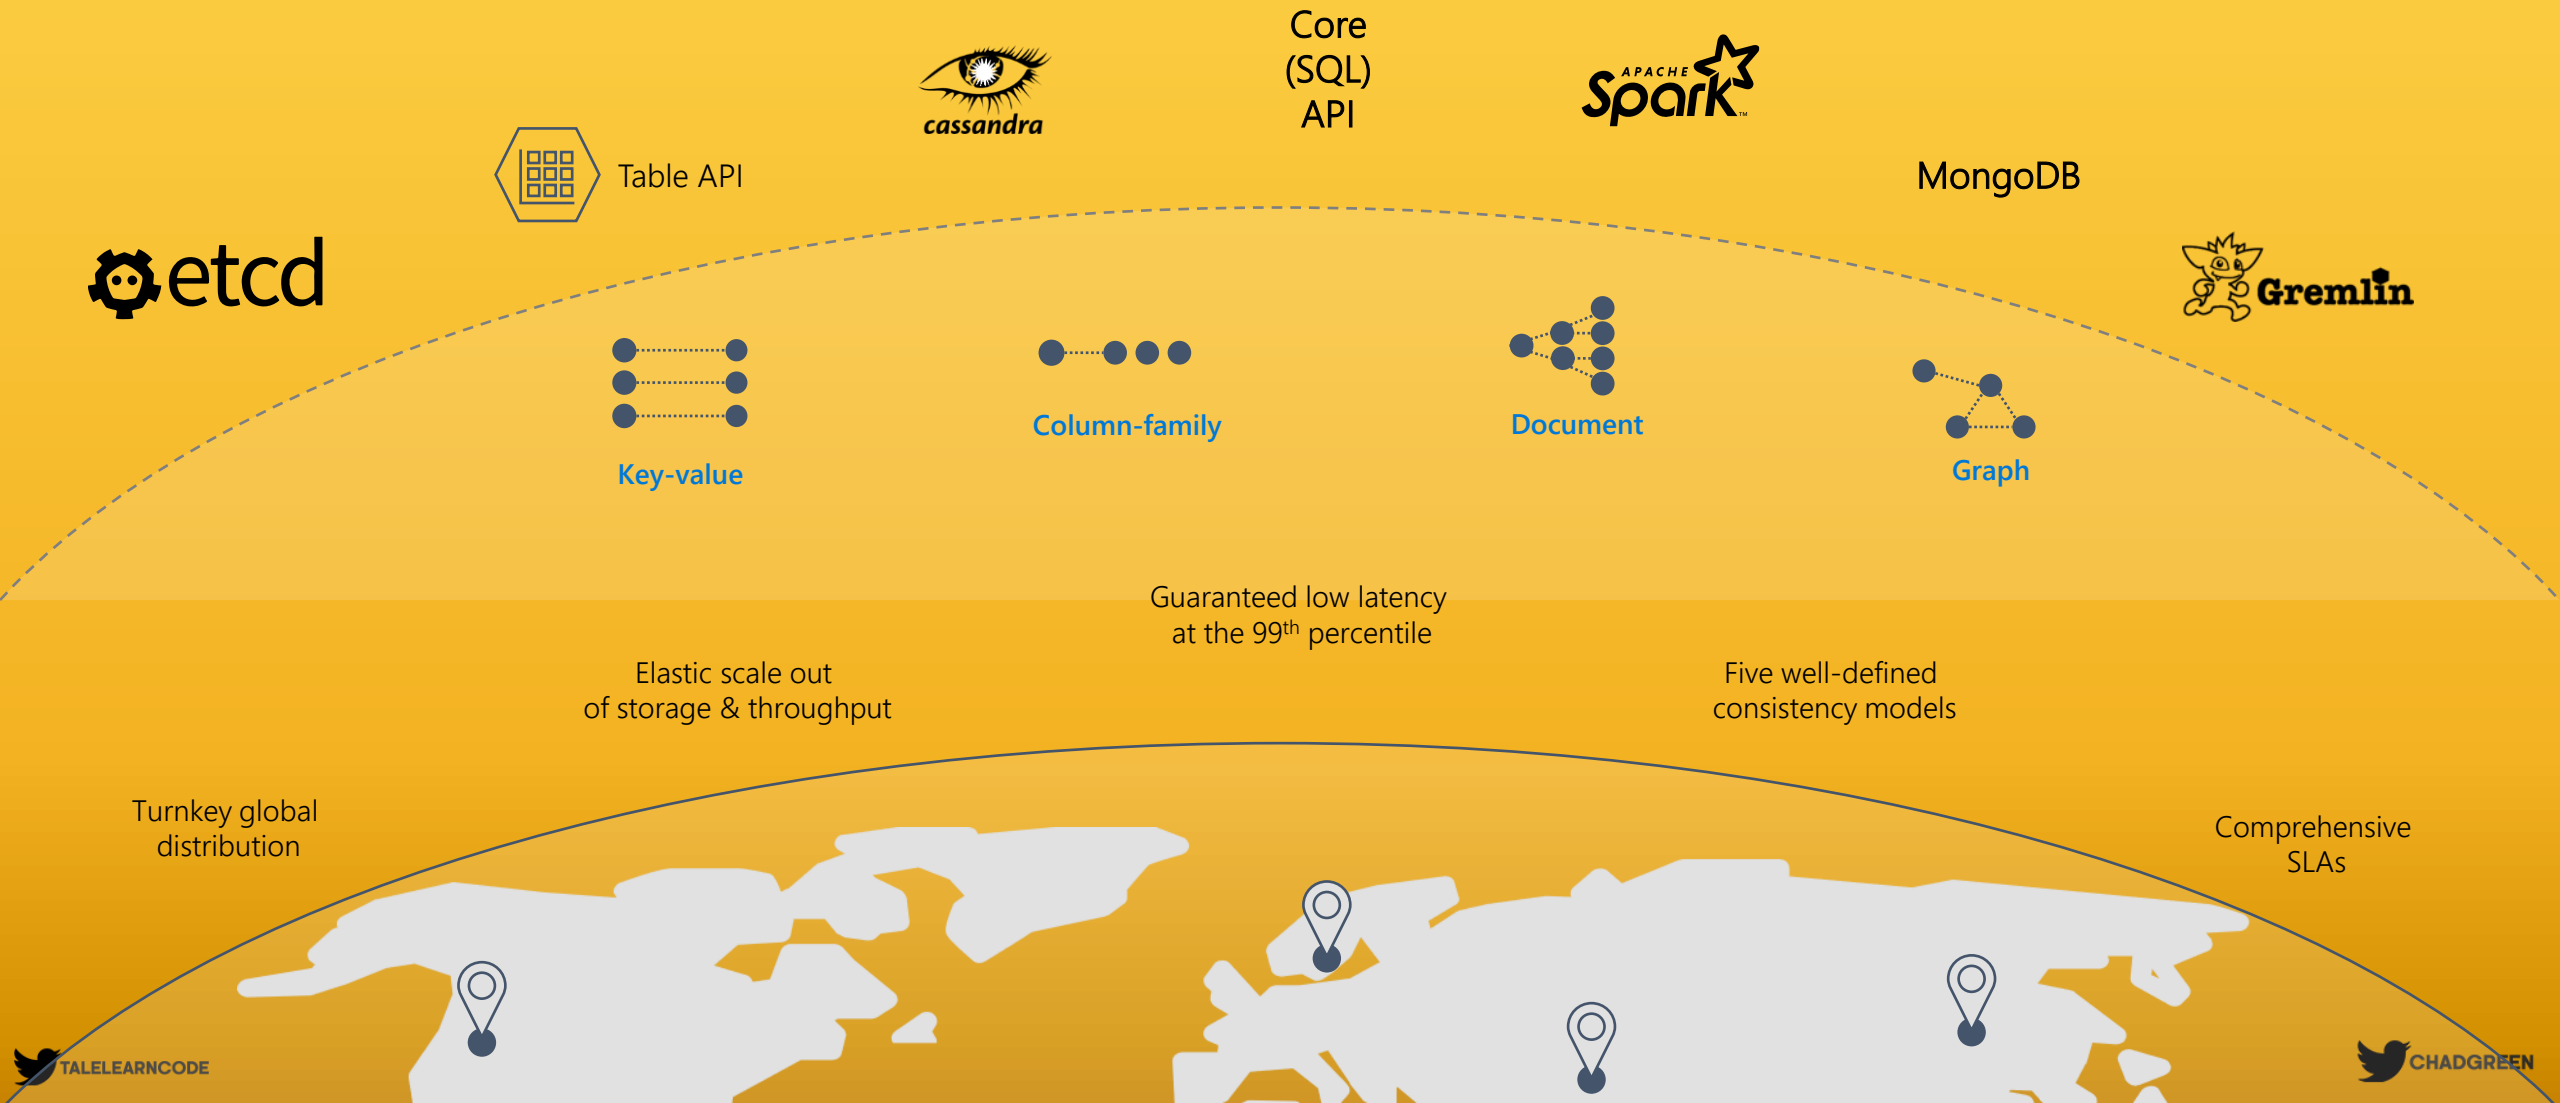 Core
(SQL)
API
cassandra
APACHE
Spark™
Table API
MongoDB
etcd
Gremlin
Key-value
Column-family
Document
Graph
Guaranteed low latency
at the 99th percentile
Elastic scale out
of storage & throughput
Five well-defined
consistency models
Turnkey global
distribution
Comprehensive
SLAs
TALELEARNCODE
CHADGREEN